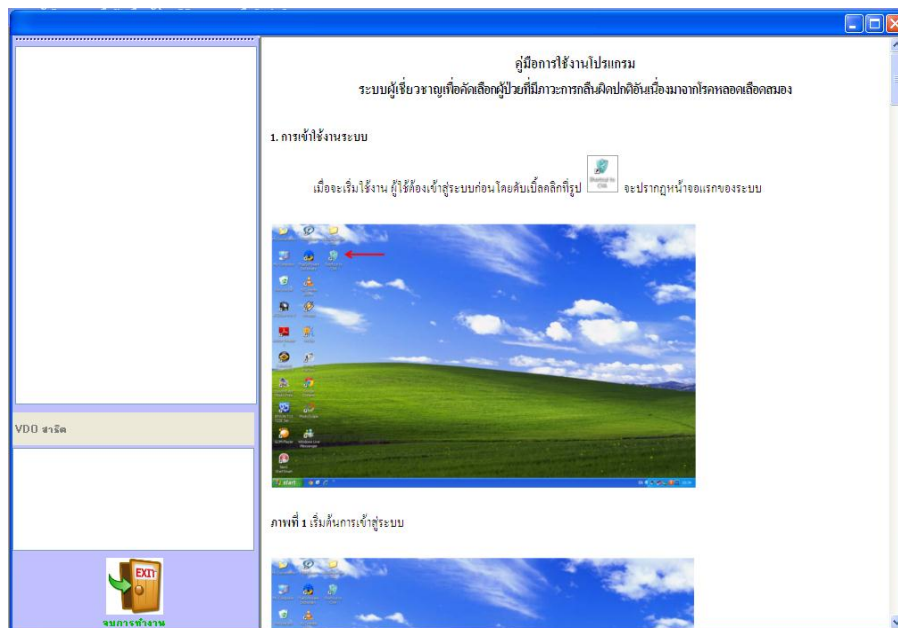 คู่มือการใช้งานโปรแกรม
ระบบผู้เชี่ยวชาญเพื่อคัดเลือกผู้ป่วยที่มีภาวะการกลืนผิดปกติอันเนื่องมาจากโรคหลอดเลือดสมอง
1. การเข้าใช้งานระบบ
เมื่อจะเริ่มใช้งาน ผู้ใช้ต้องเข้าสู่ระบบก่อนโดยดับเบิ้ลคลิกที่รูป จะปรากฏหน้าจอแรกของระบบ
Shortcut to
start
ภาพที่ 1 เริ่มต้นการเข้าสู่ระบบ
VDO สาธิต
EXIT
จบการทำงาน